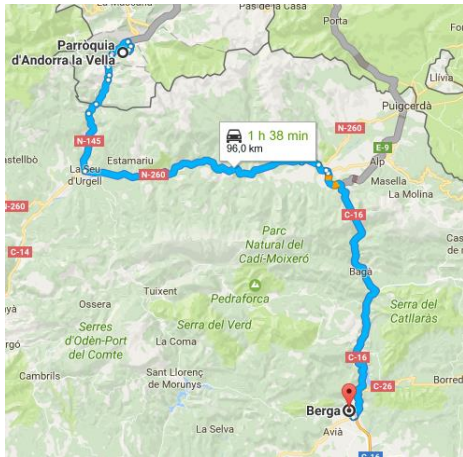 La Massana
Pas de la Casa
Porta
Parròquia
d'Andorra la Vella
Llívia
Puigcerdà
N-260
1 h 38 min
96,0 km
E-9
N-145
Estamariu
Castellbò
La Seu
d'Urgell
N-260
Alp
Masella
La Molina
N-260
C-16
C-14
Parc
Natural del
Cadí-Moixeró
Bagà
Tuixent
Pedraforca
Ossera
Serra del
Catllaràs
Serres
d'Odèn-Port
del Comte
Serra del Verd
La Coma
C-16
Cambrils
Sant Llorenç
de Morunys
C-26
Berga
Avià
La Selva
C-16